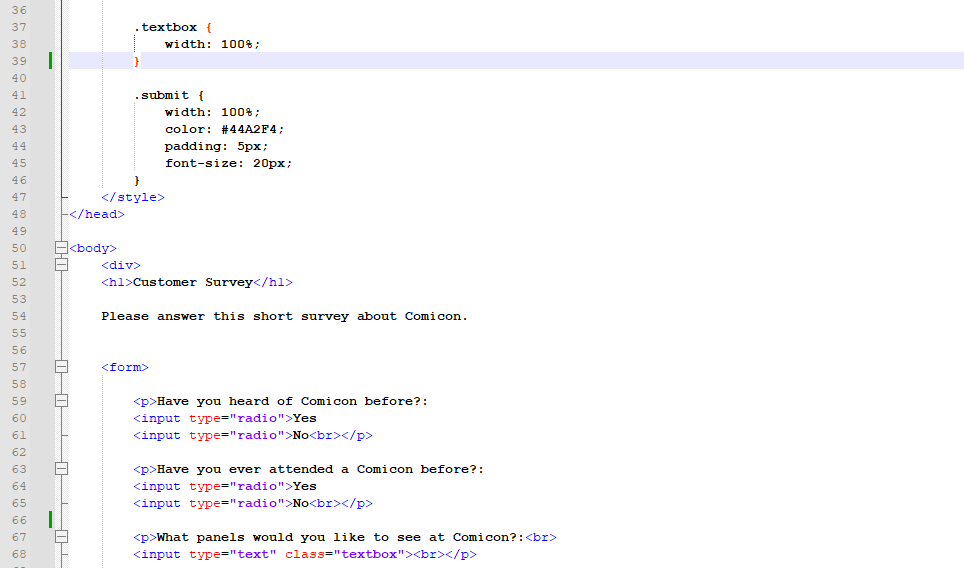 36
37 .textbox {
38 width: 100%;
39 }
40
41 .submit {
42 width: 100%;
43 color: #44A2F4;
44 padding: 5px;
45 font-size: 20px;
46 }
47 </style>
48 </head>
49
50 <body>
51 <div>
52 <h1>Customer Survey</h1>
53
54 Please answer this short survey about Comicon.
55
56
57 <form>
58
59 <p>Have you heard of Comicon before?:
60 <input type="radio">Yes
61 <input type="radio">No<br></p>
62
63 <p>Have you ever attended a Comicon before?:
64 <input type="radio">Yes
65 <input type="radio">No<br></p>
66
67 <p>What panels would you like to see at Comicon?:<br>
68 <input type="text" class="textbox"><br></p>